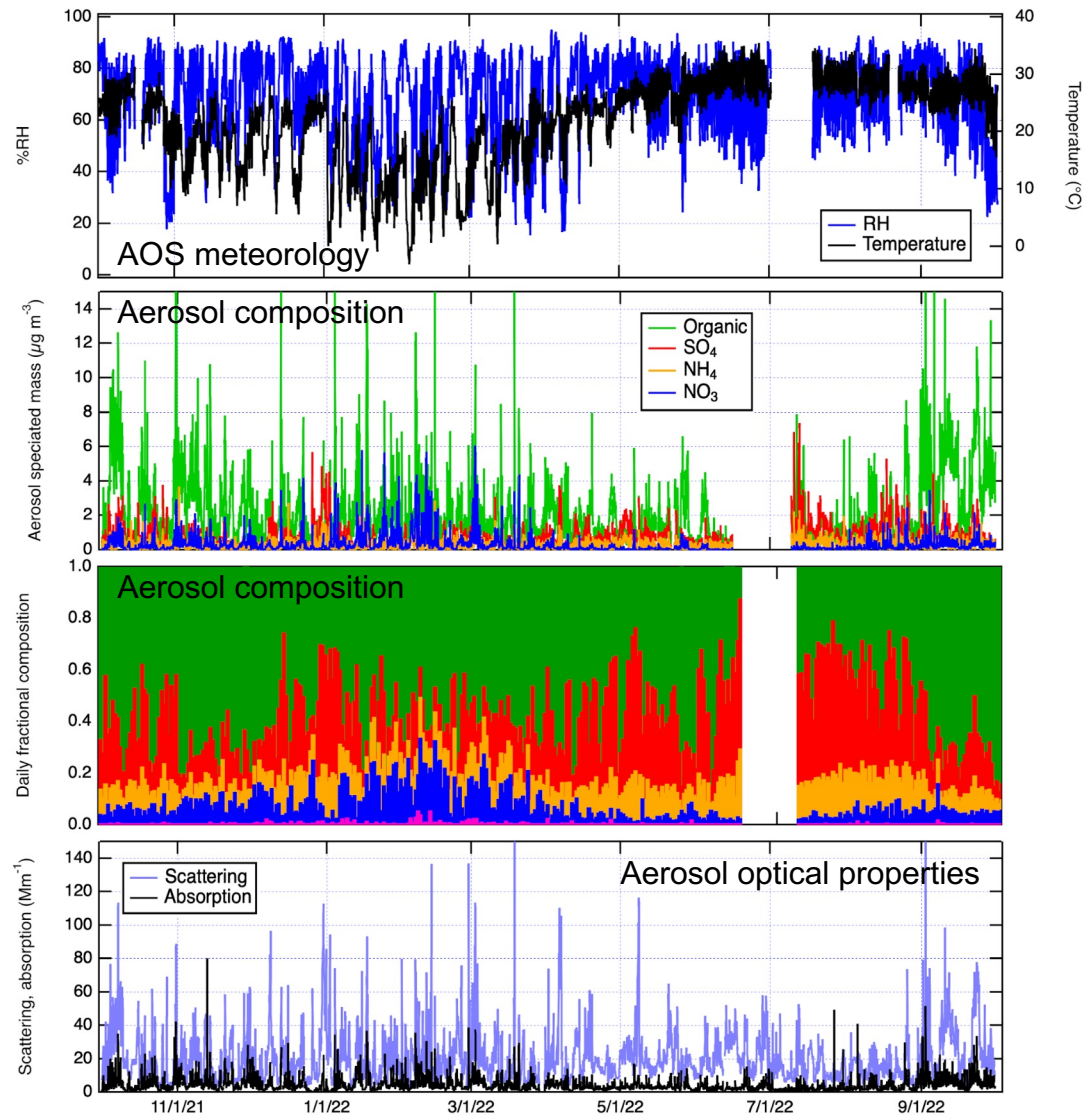 100
80
60
40
20
0
%RH
40
30
20
10
0
Temperature (°C)
RH
Temperature
AOS meteorology
Aerosol composition
14
12
10
8
6
4
2
0
Aerosol speciated mass (µg m-3)
Organic
SO4
NH4
NO3
Aerosol composition
1.0
0.8
0.6
0.4
0.2
0.0
Daily fractional composition
Aerosol optical properties
140
120
100
80
60
40
20
0
Scattering, absorption (Mm-1)
Scattering
Absorption
11/1/21 1/1/22 3/1/22 5/1/22 7/1/22 9/1/22